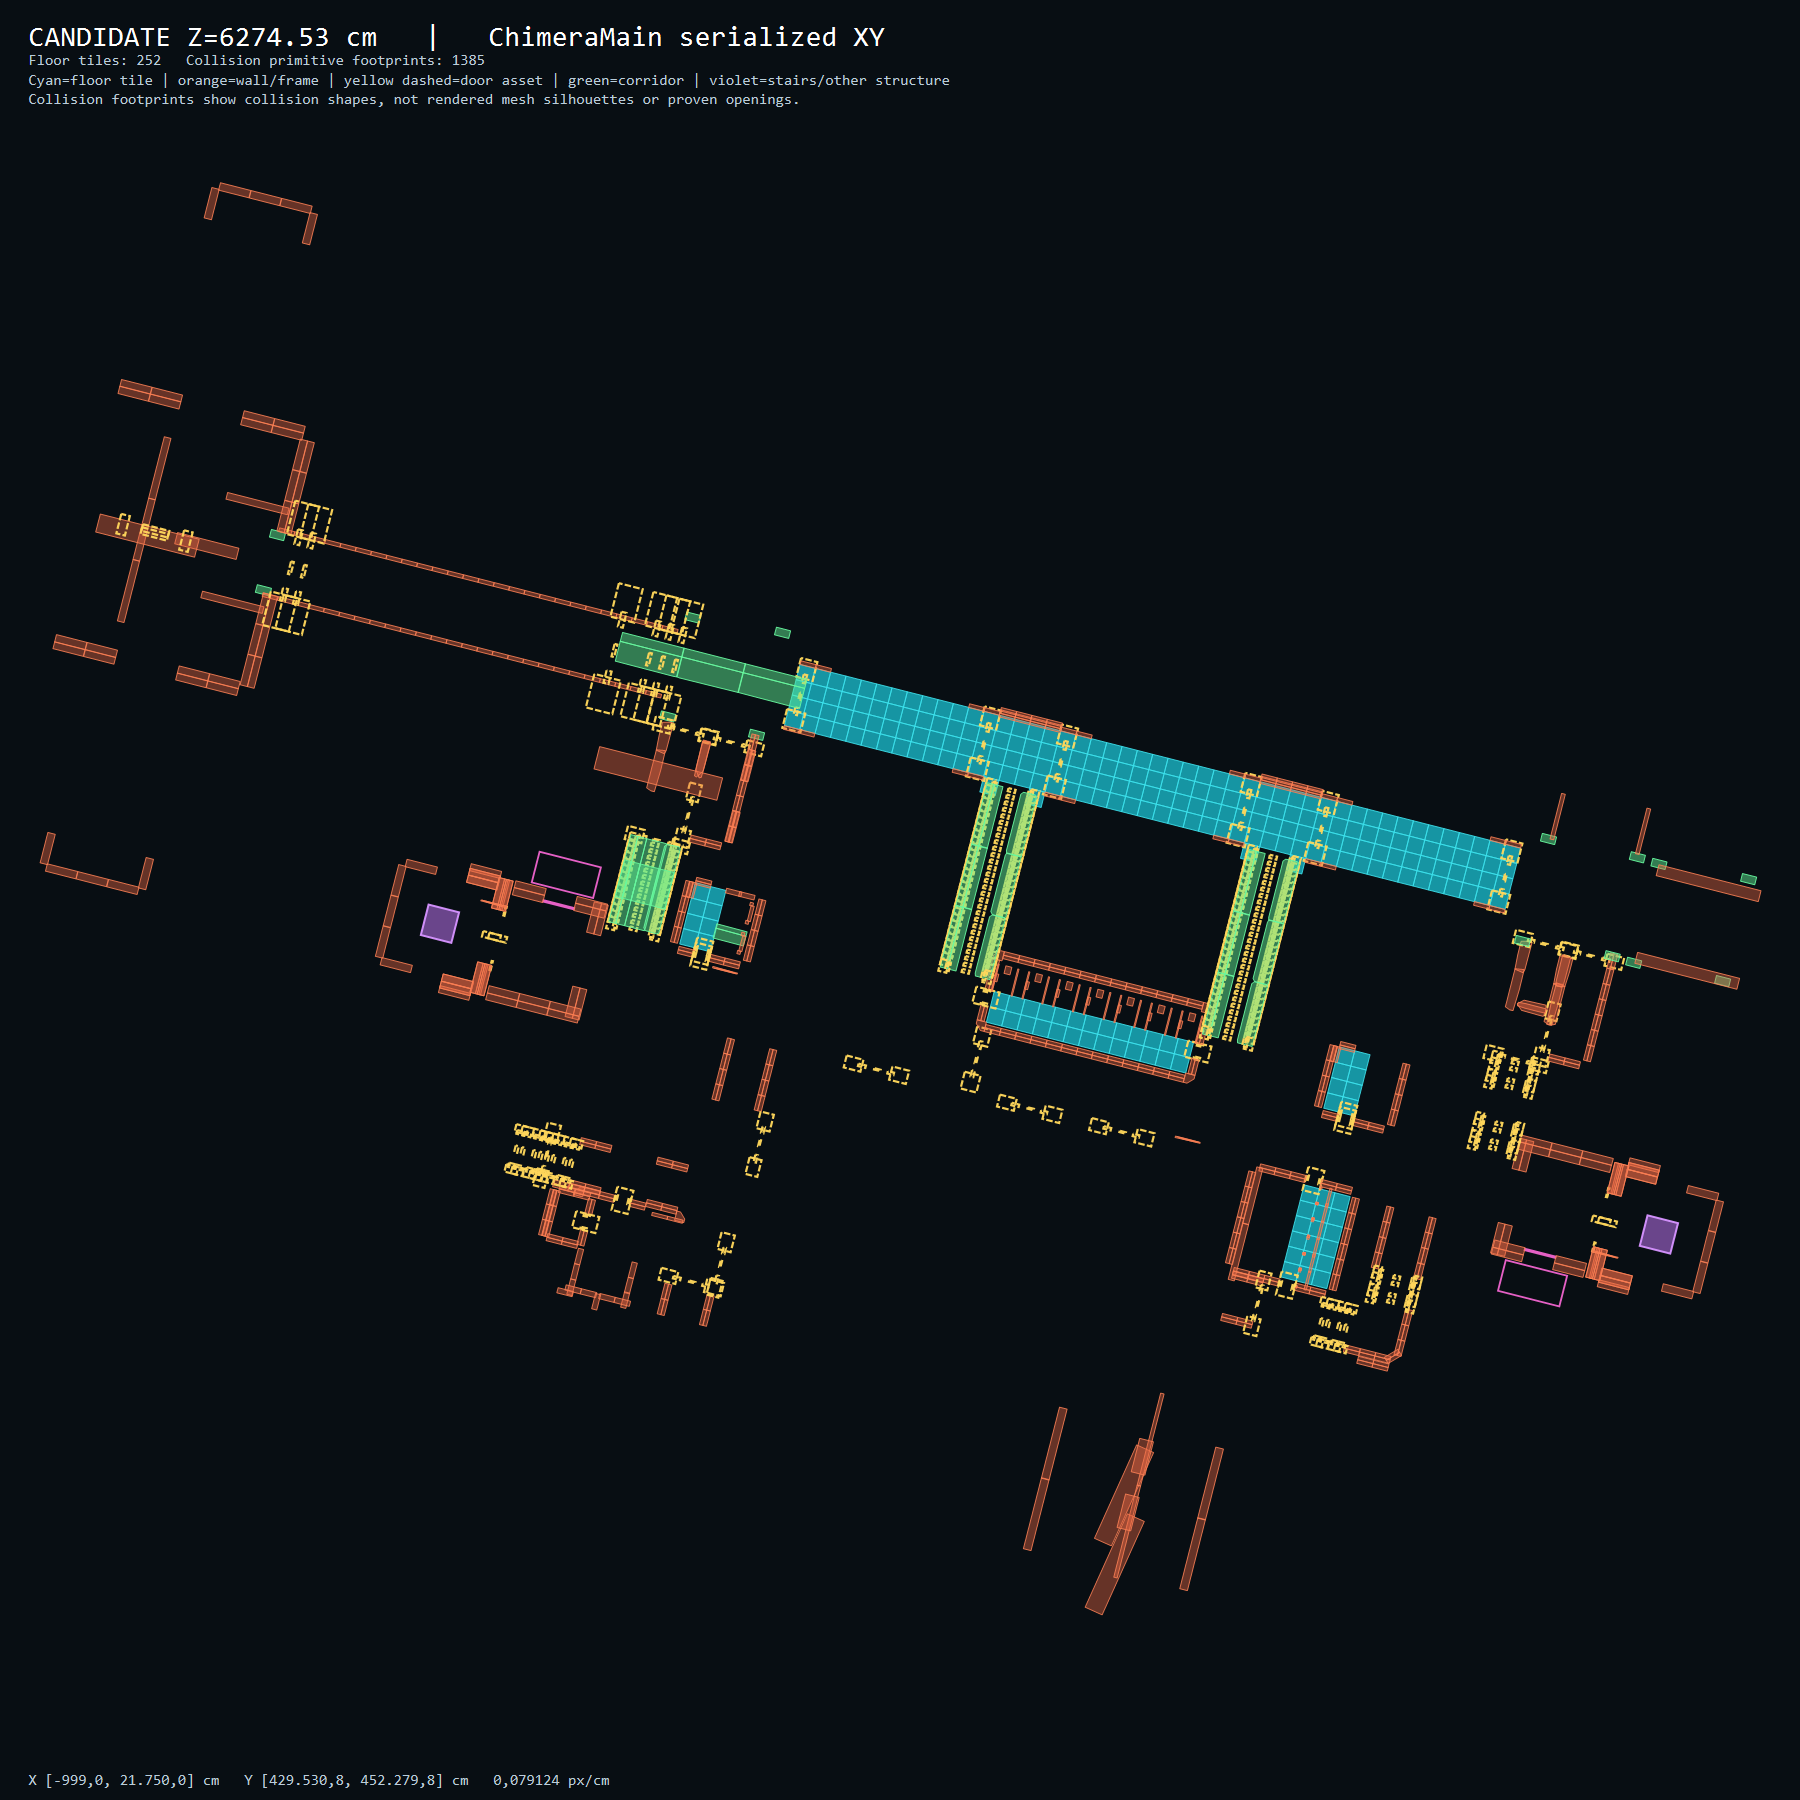 CANDIDATE Z=6274.53 cm | ChimeraMain serialized XY
Floor tiles: 252 Collision primitive footprints: 1385
Cyan=floor tile | orange=wall/frame | yellow dashed=door asset | green=corridor | violet=stairs/other structure
Collision footprints show collision shapes, not rendered mesh silhouettes or proven openings.
X [-999,0, 21.750,0] cm Y [429.530,8, 452.279,8] cm 0,079124 px/cm